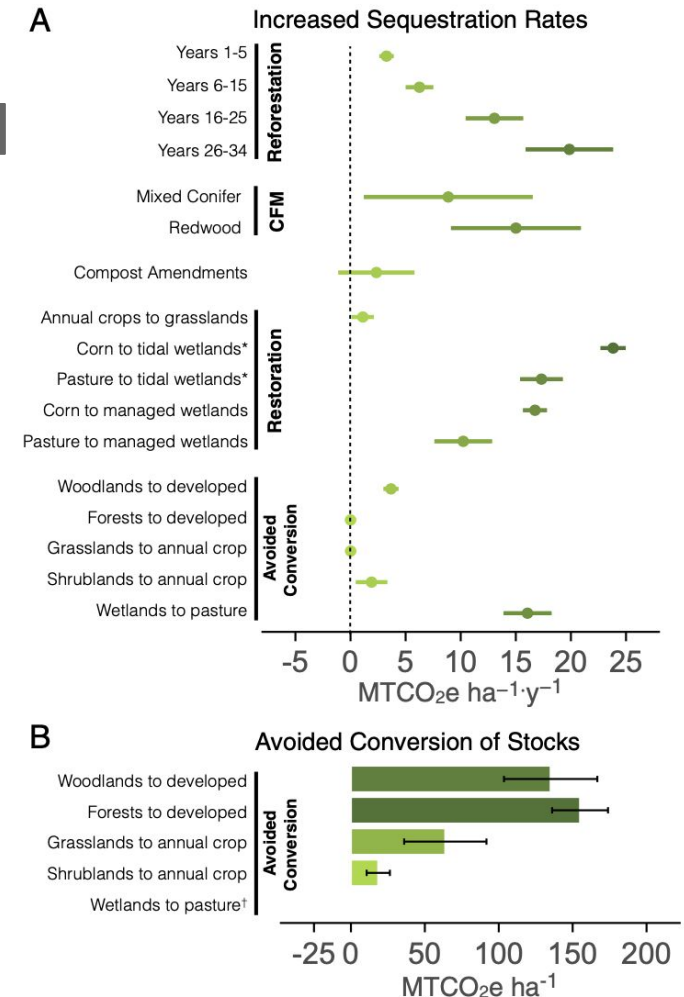 A
Increased Sequestration Rates
Years 1-5
Years 6-15
Years 16-25
Years 26-34
Reforestation
Mixed Conifer
Redwood
CFM
Compost Amendments
Annual crops to grasslands
Corn to tidal wetlands*
Pasture to tidal wetlands*
Corn to managed wetlands
Pasture to managed wetlands
Restoration
Woodlands to developed
Forests to developed
Grasslands to annual crop
Shrublands to annual crop
Wetlands to pasture
Avoided
Conversion
-5 0 5 10 15 20 25
MTCO₂e ha⁻¹·y⁻¹
B
Avoided Conversion of Stocks
Woodlands to developed
Forests to developed
Grasslands to annual crop
Shrublands to annual crop
Wetlands to pasture†
Avoided
Conversion
-25 0 50 100 150 200
MTCO₂e ha⁻¹